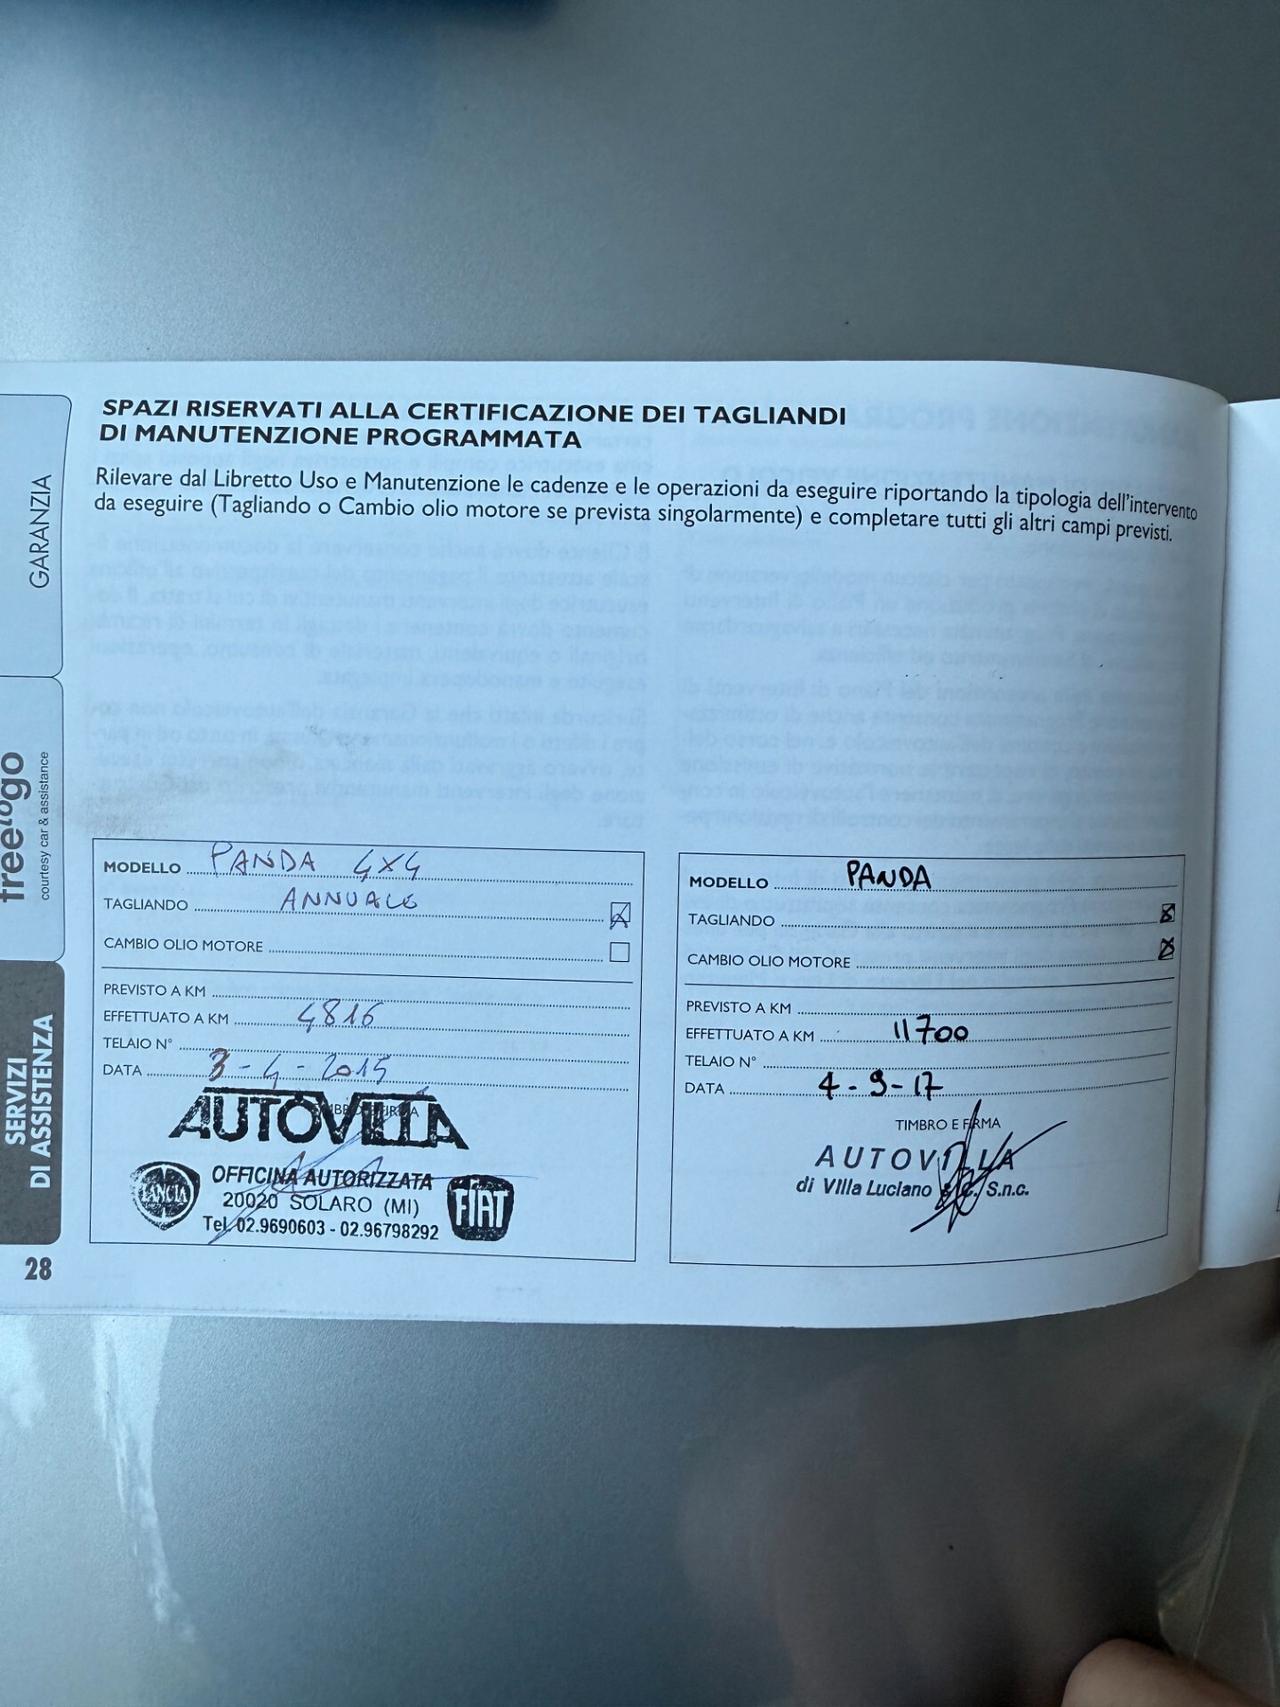 SPAZI RISERVATI ALLA CERTIFICAZIONE DEI TAGLIANDI
DI MANUTENZIONE PROGRAMMATA
Rilevare dal Libretto Uso e Manutenzione le cadenze e le operazioni da eseguire riportando la tipologia dell'intervento
da eseguire (Tagliando o Cambio olio motore se prevista singolarmente) e completare tutti gli altri campi previsti.
GARANZIA
freetogo
courtesy car & assistance
SERVIZI
DI ASSISTENZA
28
MODELLO PANDA 4X4
TAGLIANDO ANNUALE
CAMBIO OLIO MOTORE
PREVISTO A KM
EFFETTUATO A KM 4816
TELAIO N°
DATA 3-4-2015
AUTOVILLA
LANCIA
OFFICINA AUTORIZZATA
20020 SOLARO (MI)
Tel. 02.9690603 - 02.96798292
FIAT
MODELLO PANDA
TAGLIANDO
CAMBIO OLIO MOTORE
PREVISTO A KM
EFFETTUATO A KM 11700
TELAIO N°
DATA 4-9-17
TIMBRO E FIRMA
AUTOVILLA
di Villa Luciano & C. S.n.c.